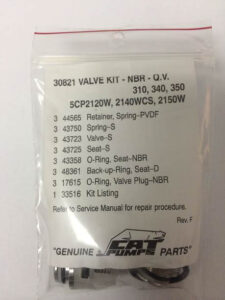 30821 VALVE KIT - NBR - Q.V.
310, 340, 350
5CP2120W, 2140WCS, 2150W
3 44565 Retainer, Spring-PVDF
3 43750 Spring-S
3 43723 Valve-S
3 43725 Seat-S
3 43358 O-Ring, Seat-NBR
3 48361 Back-up-Ring, Seat-D
3 17615 O-Ring, Valve Plug-NBR
1 33516 Kit Listing
Refer to Service Manual for repair procedure.
Rev. F
"GENUINE CAT PUMPS PARTS"